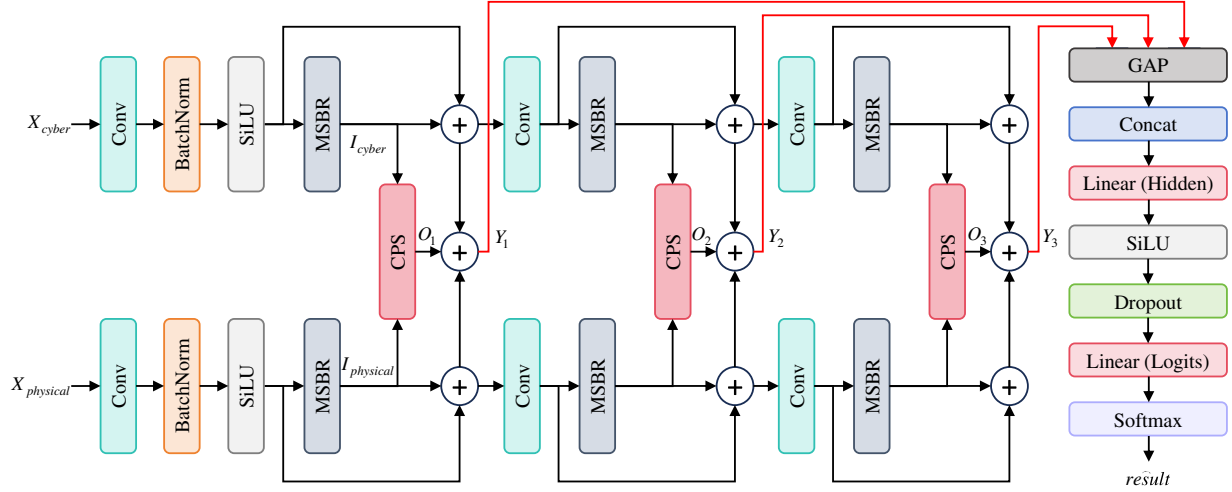 X_cyber
Conv
BatchNorm
SiLU
MSBR
I_cyber
Conv
MSBR
Conv
MSBR
CPS
O_1
Y_1
CPS
O_2
Y_2
CPS
O_3
Y_3
X_physical
Conv
BatchNorm
SiLU
MSBR
I_physical
Conv
MSBR
Conv
MSBR
GAP
Concat
Linear (Hidden)
SiLU
Dropout
Linear (Logits)
Softmax
result